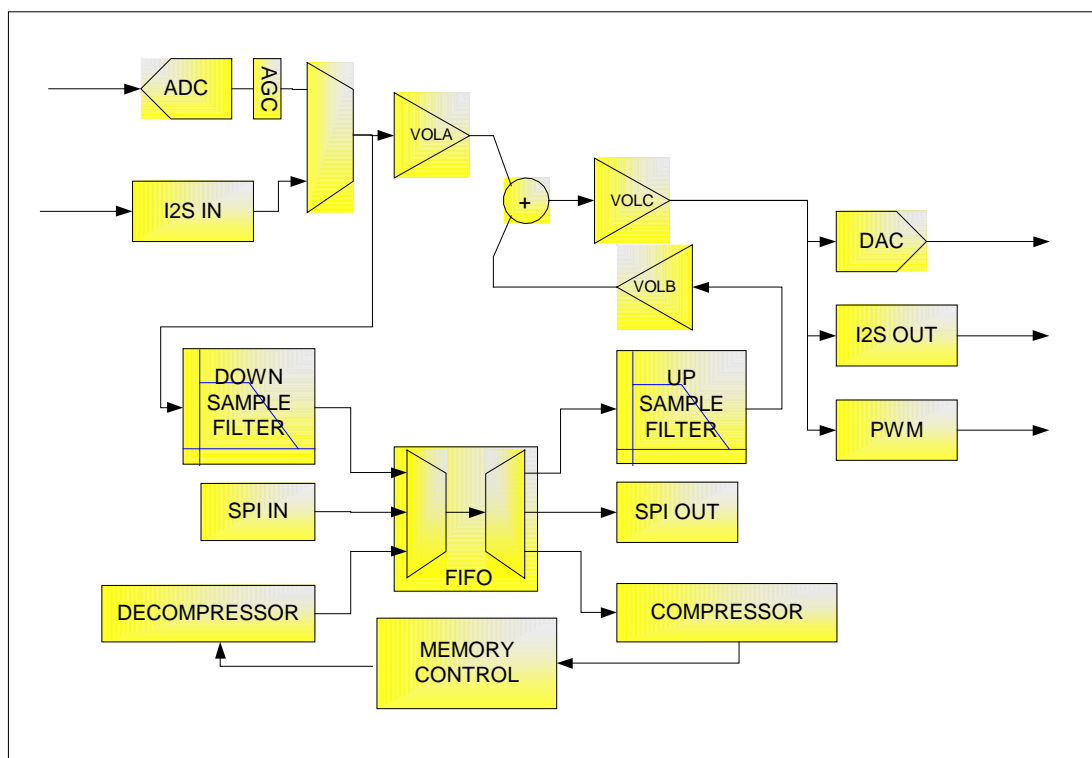 ADC
AGC
VOLA
I2S IN
+
VOLC
DAC
VOLB
I2S OUT
DOWN
SAMPLE
FILTER
UP
SAMPLE
FILTER
PWM
SPI IN
SPI OUT
FIFO
DECOMPRESSOR
COMPRESSOR
MEMORY
CONTROL